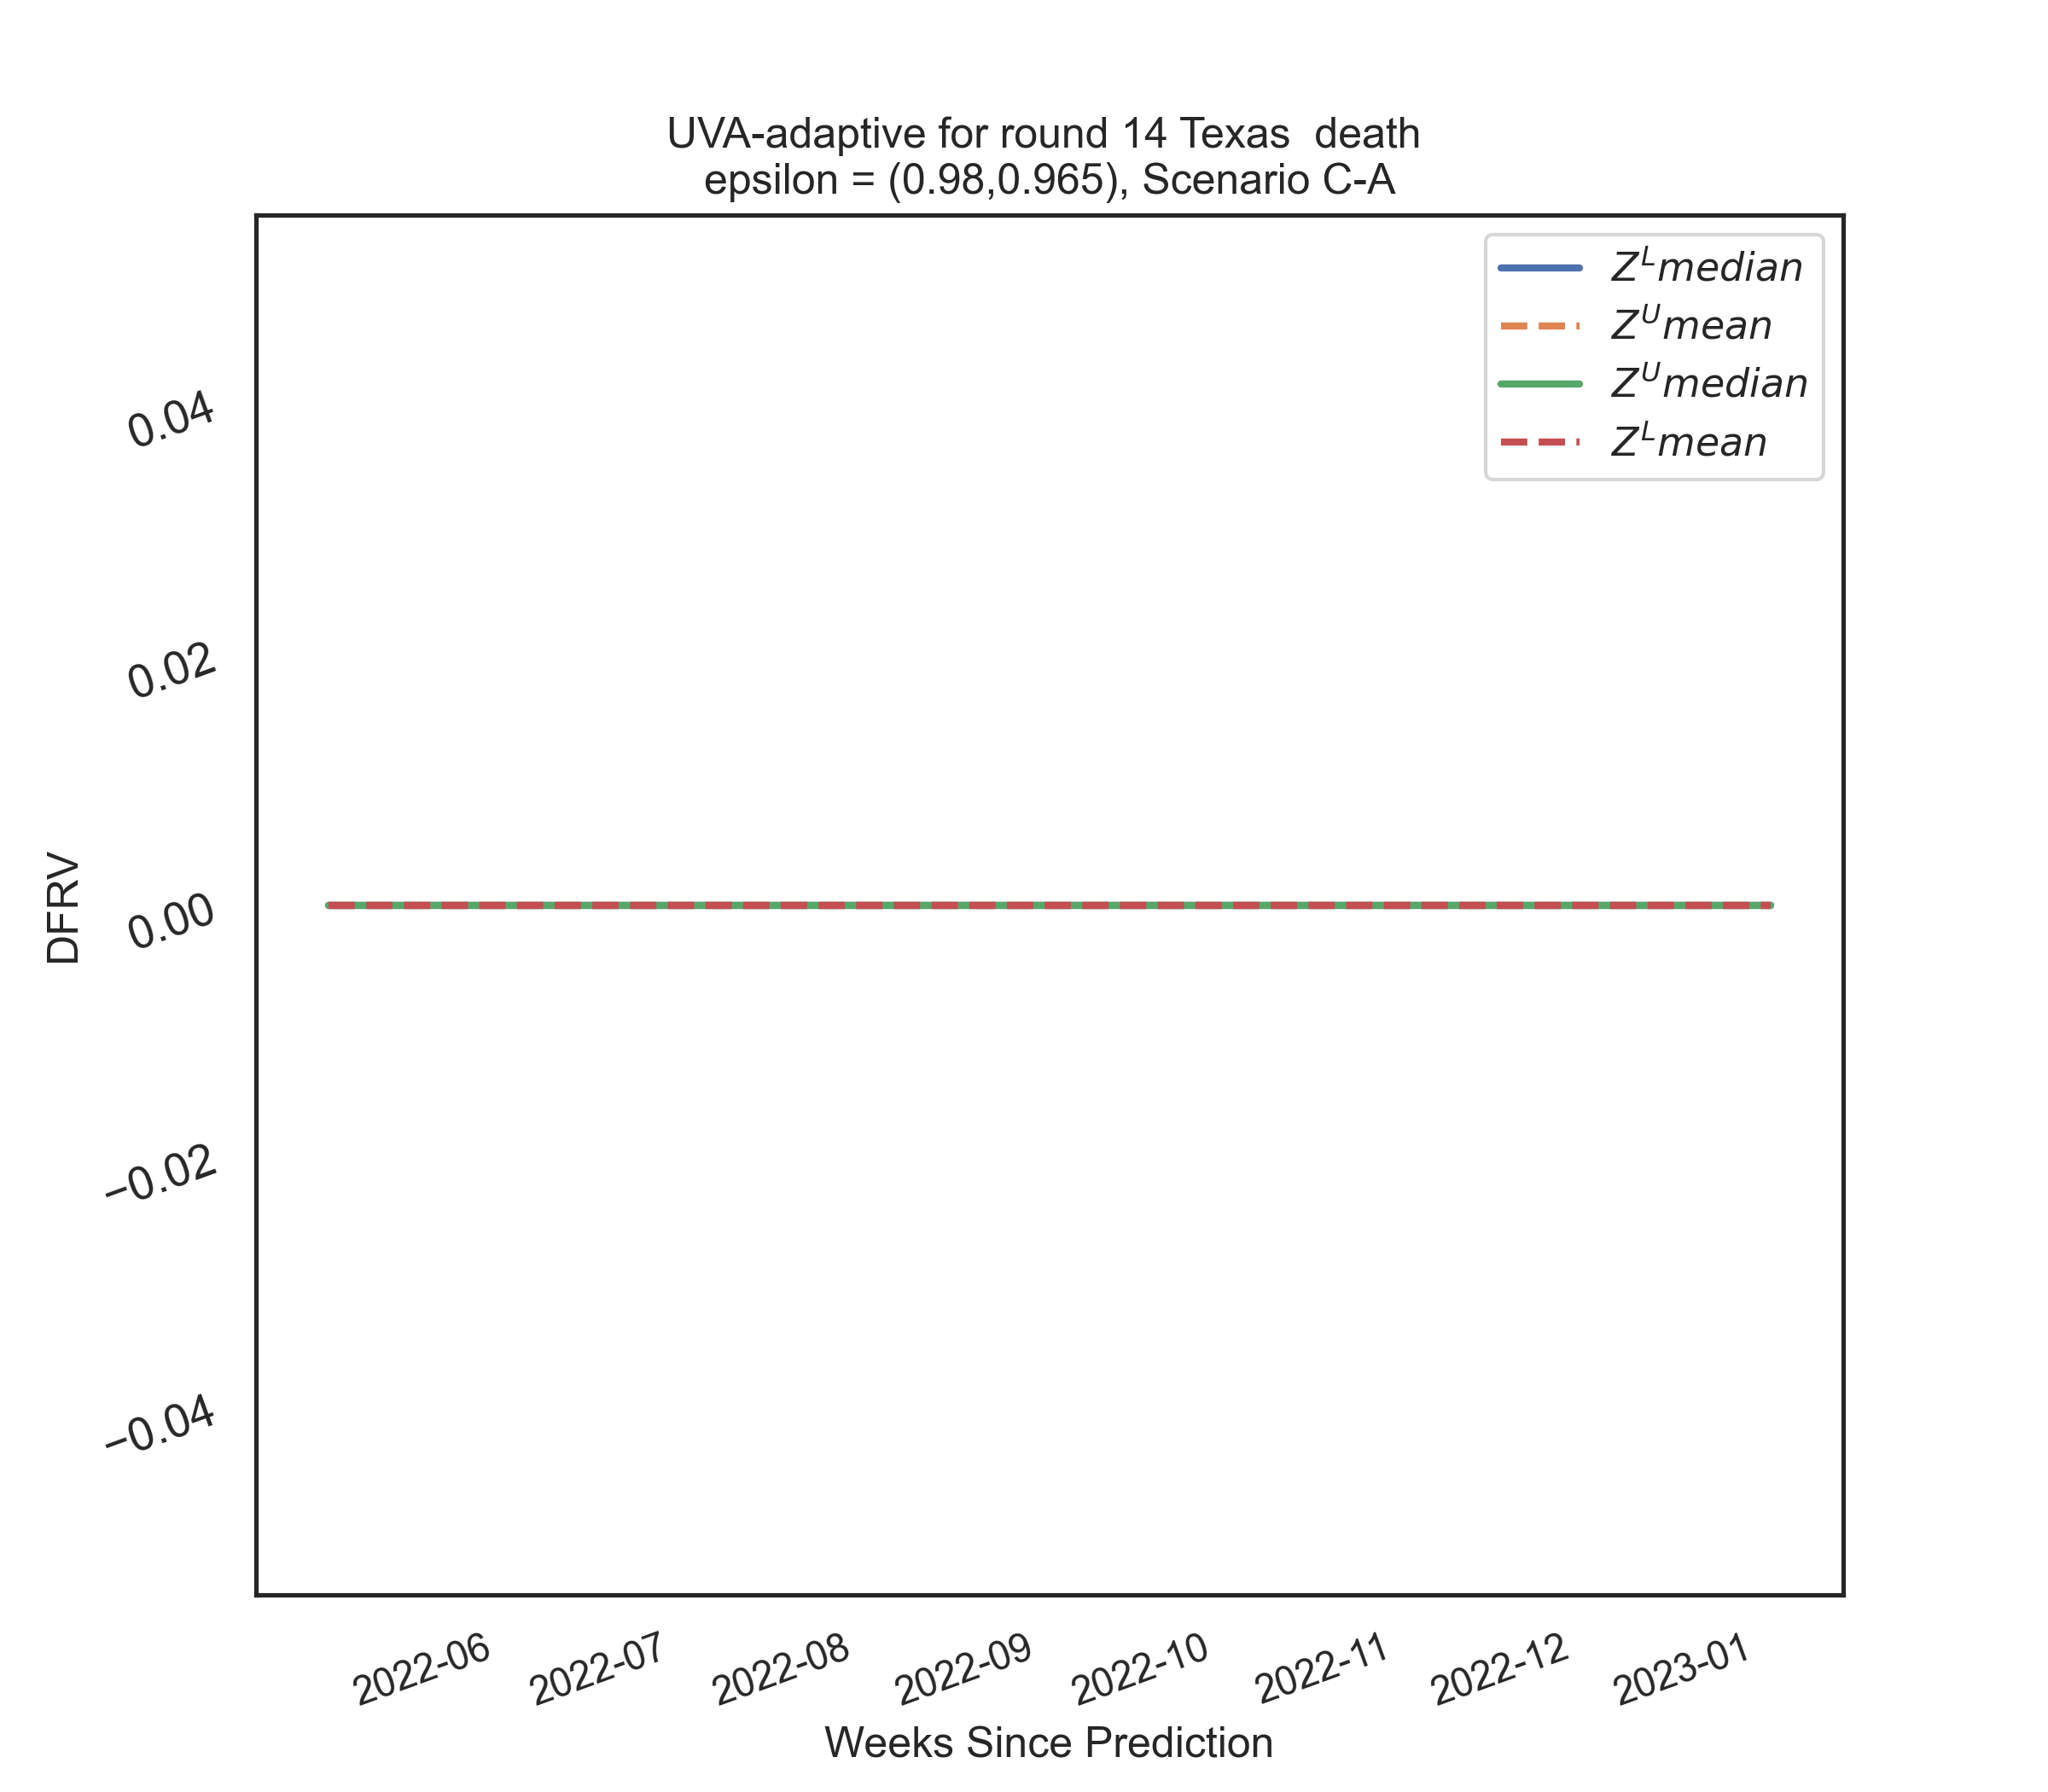 UVA-adaptive for round 14 Texas  death
epsilon = (0.98,0.965), Scenario C-A
Z^L median
Z^U mean
Z^U median
Z^L mean
0.04
0.02
0.00
−0.02
−0.04
DFRV
2022-06
2022-07
2022-08
2022-09
2022-10
2022-11
2022-12
2023-01
Weeks Since Prediction